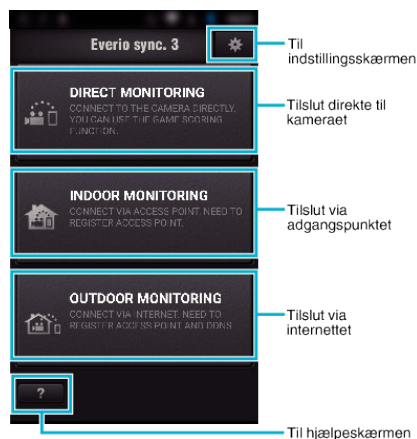 Everio sync. 3
Til
indstillingsskærmen
DIRECT MONITORING
CONNECT TO THE CAMERA DIRECTLY.
YOU CAN USE THE GAME SCORING
FUNCTION.
Tilslut direkte til
kameraet
INDOOR MONITORING
CONNECT VIA ACCESS POINT. NEED TO
REGISTER ACCESS POINT.
Tilslut via
adgangspunktet
OUTDOOR MONITORING
CONNECT VIA INTERNET. NEED TO
REGISTER ACCESS POINT AND DDNS
Tilslut via
internettet
?
Til hjælpeskærmen